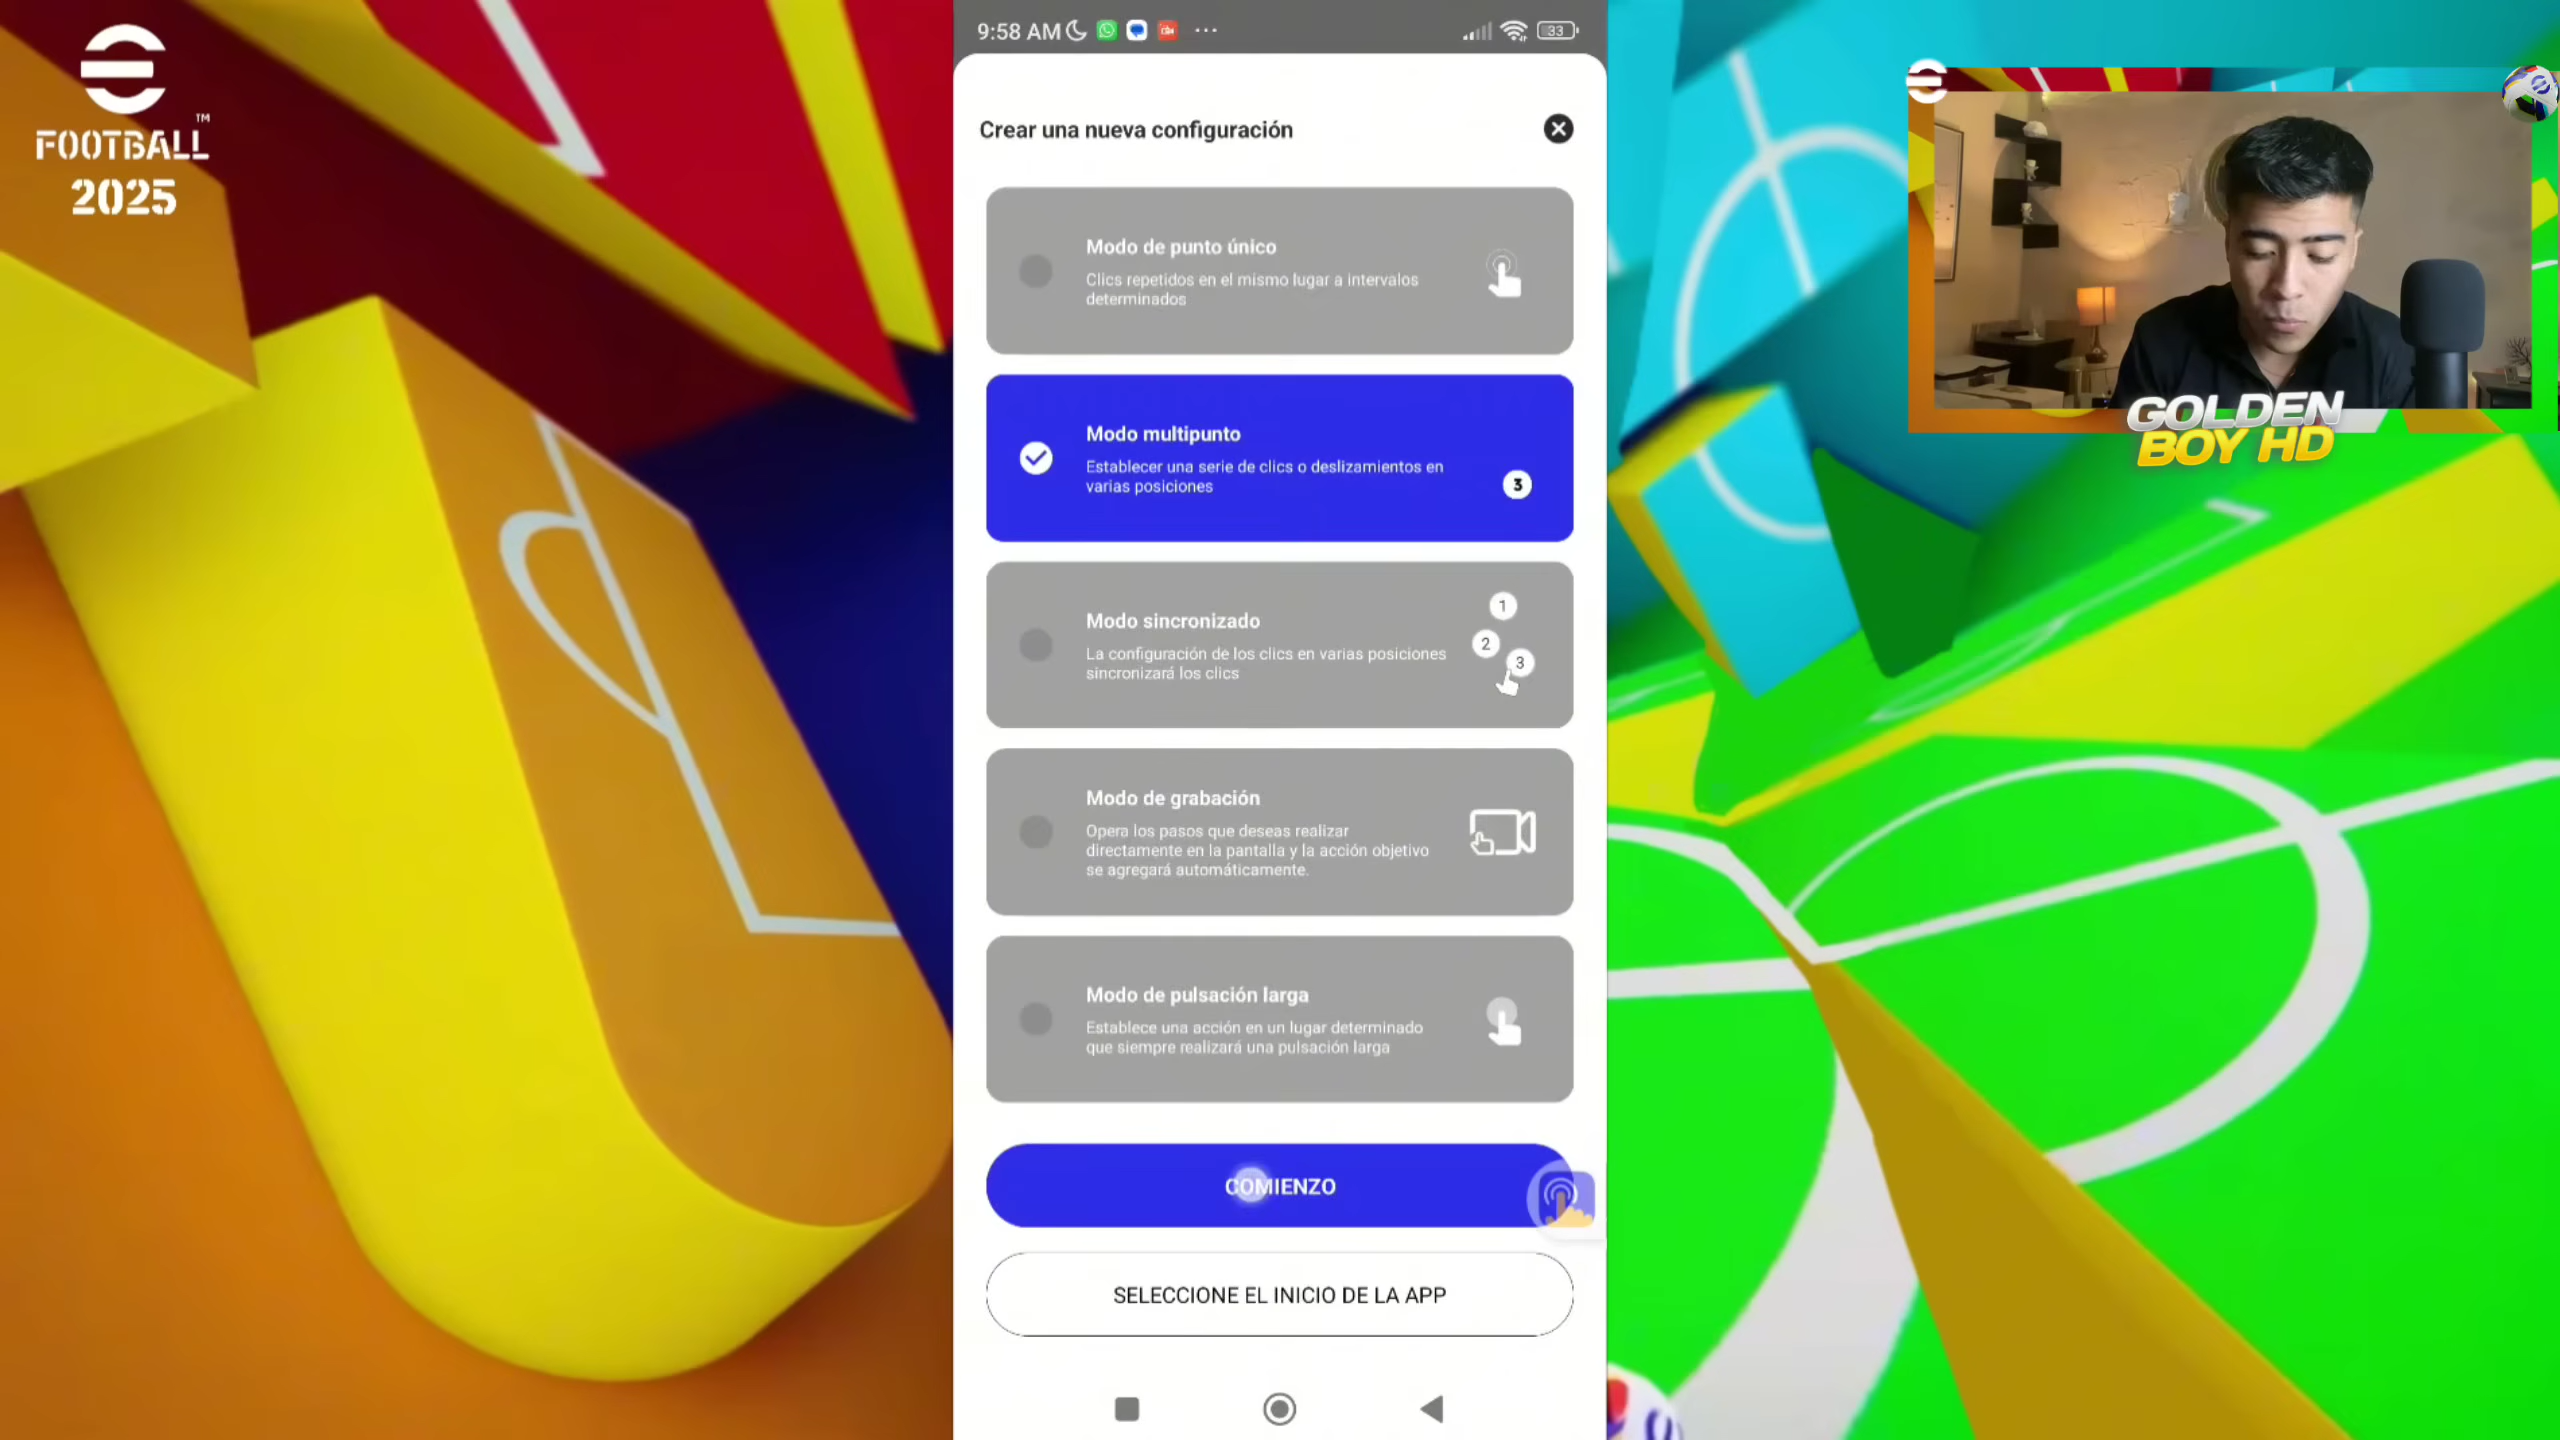 FOOTBALL™
2025
9:58 AM
33
Crear una nueva configuración
Modo de punto único
Clics repetidos en el mismo lugar a intervalos
determinados
Modo multipunto
Establecer una serie de clics o deslizamientos en
varias posiciones
3
Modo sincronizado
La configuración de los clics en varias posiciones
sincronizará los clics
1
2
3
Modo de grabación
Opera los pasos que deseas realizar
directamente en la pantalla y la acción objetivo
se agregará automáticamente.
Modo de pulsación larga
Establece una acción en un lugar determinado
que siempre realizará una pulsación larga
COMIENZO
SELECCIONE EL INICIO DE LA APP
GOLDEN
BOY HD